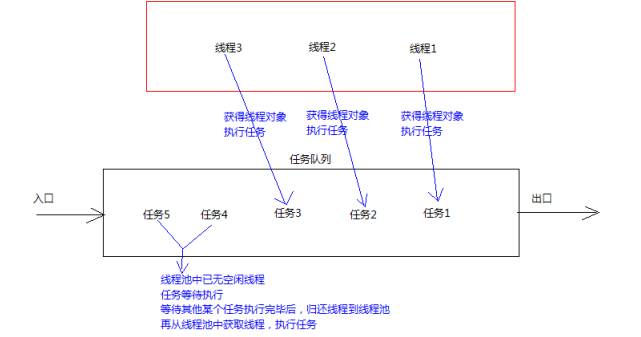 线程3
线程2
线程1
获得线程对象
执行任务
获得线程对象
执行任务
获得线程对象
执行任务
任务队列
入口
出口
任务5
任务4
任务3
任务2
任务1
线程池中已无空闲线程
任务等待执行
等待其他某个任务执行完毕后，归还线程到线程池
再从线程池中获取线程，执行任务